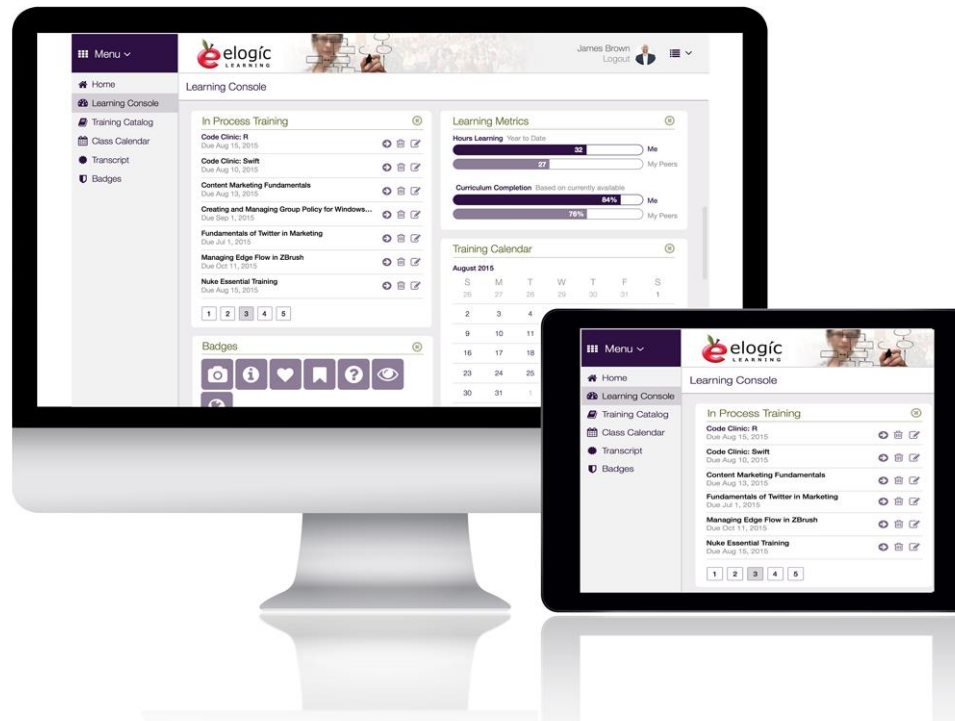 Menu
elogíc
LEARNING
James Brown
Logout
Home
Learning Console
Training Catalog
Class Calendar
Transcript
Badges
Learning Console
In Process Training
Code Clinic: R
Due Aug 15, 2015
Code Clinic: Swift
Due Aug 10, 2015
Content Marketing Fundamentals
Due Aug 13, 2015
Creating and Managing Group Policy for Windows...
Due Sep 1, 2015
Fundamentals of Twitter in Marketing
Due Jul 1, 2015
Managing Edge Flow in ZBrush
Due Oct 11, 2015
Nuke Essential Training
Due Aug 15, 2015
1 2 3 4 5
Badges
Learning Metrics
Hours Learning Year to Date
32 Me
27 My Peers
Curriculum Completion Based on currently available
84% Me
76% My Peers
Training Calendar
August 2015
S M T W T F S
26 27 28 29 30 31 1
2 3 4
9 10 11
16 17 18
23 24 25
30 31 1
Menu
elogíc
LEARNING
Home
Learning Console
Training Catalog
Class Calendar
Transcript
Badges
Learning Console
In Process Training
Code Clinic: R
Due Aug 15, 2015
Code Clinic: Swift
Due Aug 10, 2015
Content Marketing Fundamentals
Due Aug 13, 2015
Fundamentals of Twitter in Marketing
Due Jul 1, 2015
Managing Edge Flow in ZBrush
Due Oct 11, 2015
Nuke Essential Training
Due Aug 15, 2015
1 2 3 4 5